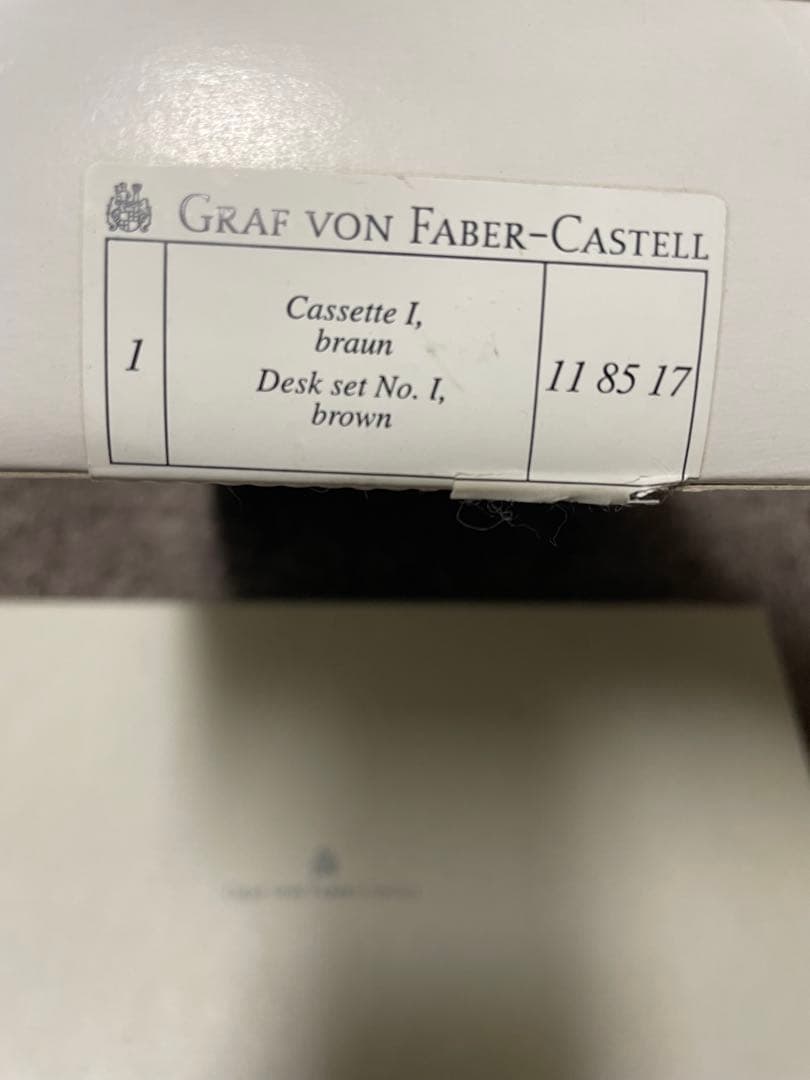 GRAF VON FABER-CASTELL
1
Cassette I,
braun
Desk set No. I,
brown
11 85 17